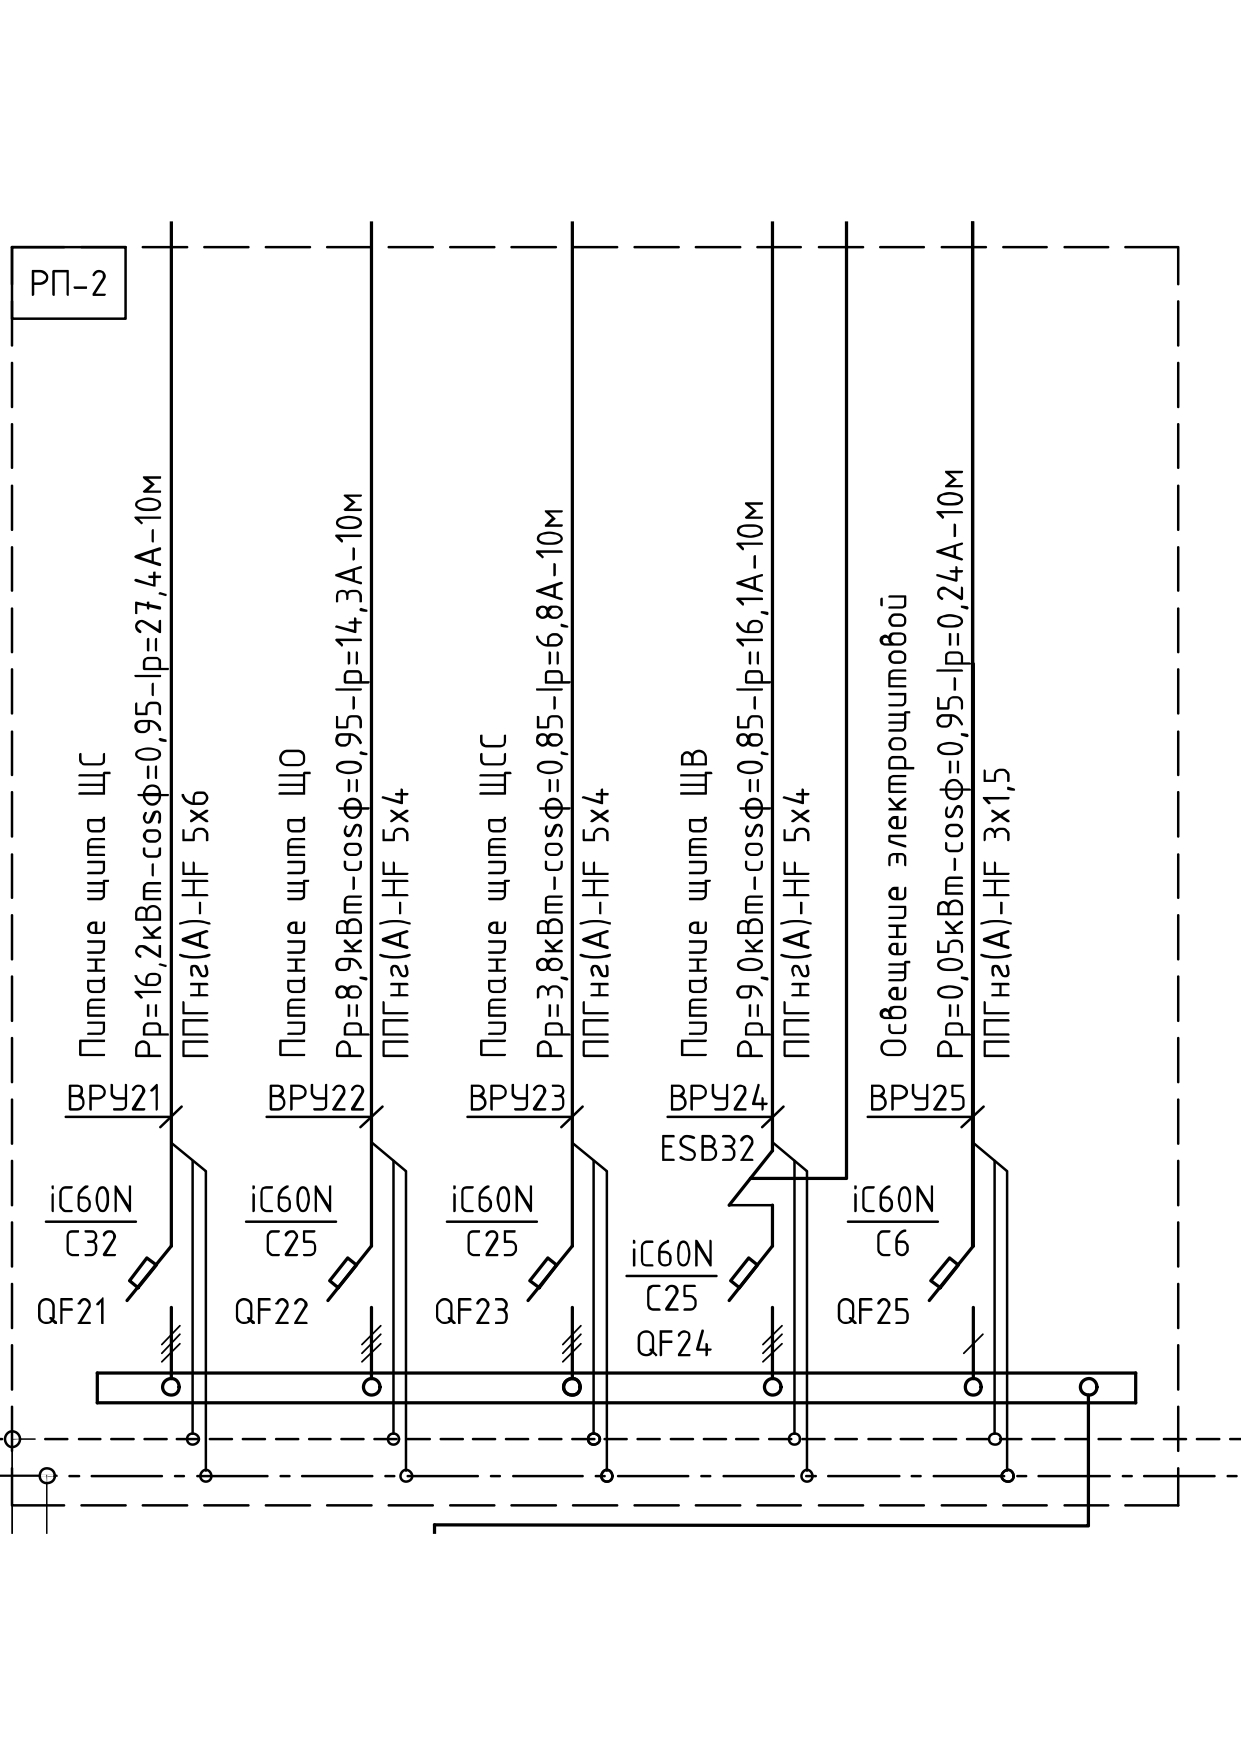 РП-2
Питание щита ЩС
Рр=16,2кВт-cosф=0,95-Iр=27,4А-10м
ППГнг(А)-HF 5х6
ВРУ21
iC60N
C32
QF21
Питание щита ЩО
Рр=8,9кВт-cosф=0,95-Iр=14,3А-10м
ППГнг(А)-HF 5х4
ВРУ22
iC60N
C25
QF22
Питание щита ЩСС
Рр=3,8кВт-cosф=0,85-Iр=6,8А-10м
ППГнг(А)-HF 5х4
ВРУ23
iC60N
C25
QF23
Питание щита ЩВ
Рр=9,0кВт-cosф=0,85-Iр=16,1А-10м
ППГнг(А)-HF 5х4
ВРУ24
ESB32
iC60N
C25
QF24
Освещение электрощитовой
Рр=0,05кВт-cosф=0,95-Iр=0,24А-10м
ППГнг(А)-HF 3х1,5
ВРУ25
iC60N
C6
QF25